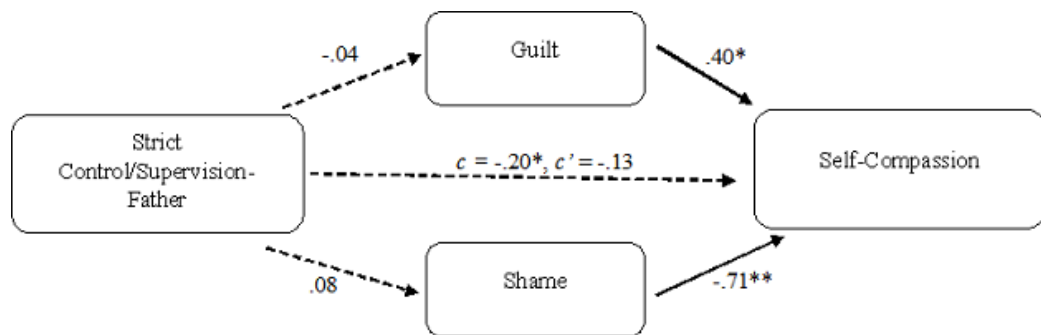 -.04
Guilt
.40*
Strict
Control/Supervision-
Father
c = -.20*, c' = -.13
Self-Compassion
.08
Shame
-.71**